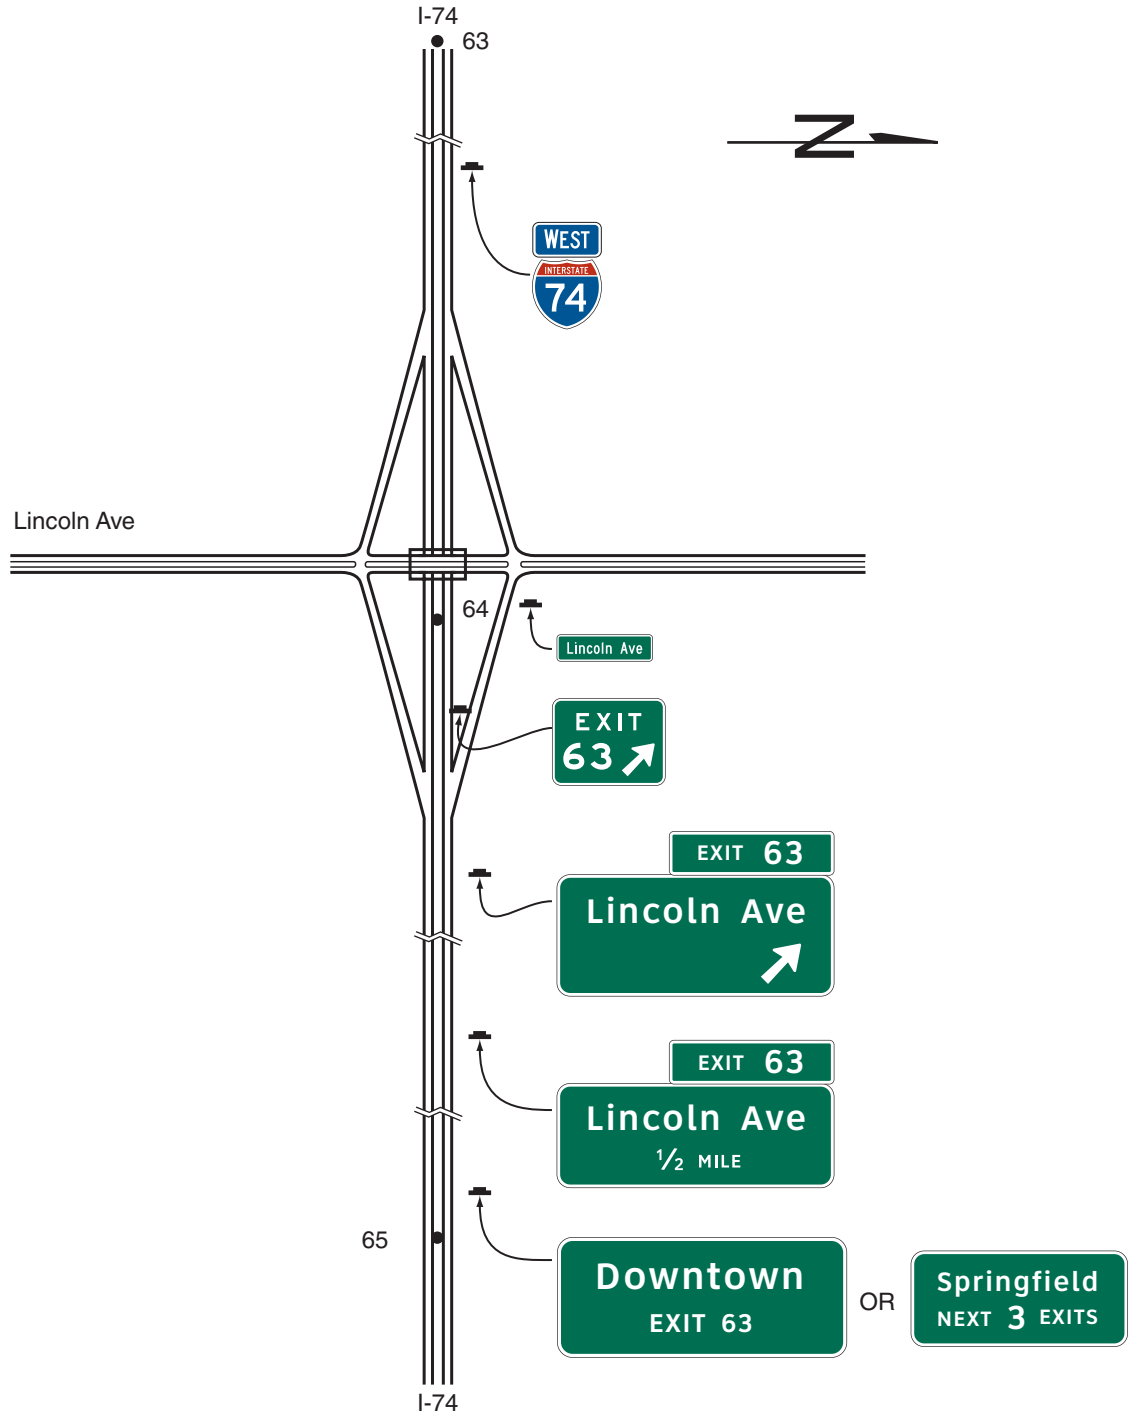 I-74
63
N
WEST
INTERSTATE
74
Lincoln Ave
64
Lincoln Ave
EXIT
63
EXIT 63
Lincoln Ave
EXIT 63
Lincoln Ave
1/2 MILE
65
Downtown
EXIT 63
OR
Springfield
NEXT 3 EXITS
I-74